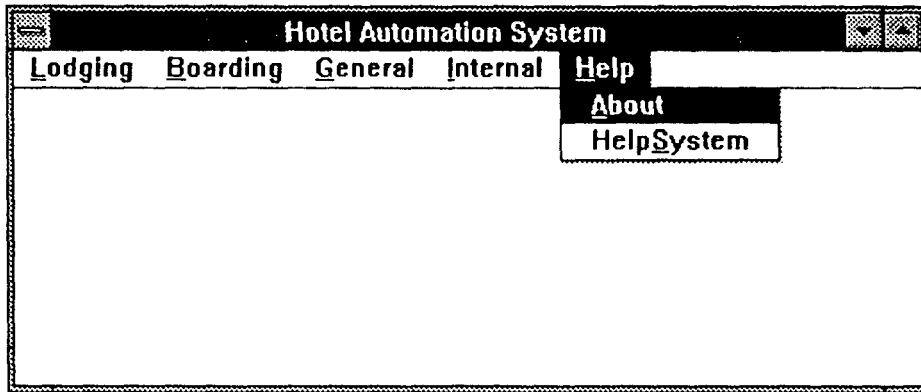 Hotel Automation System
Lodging Boarding General Internal Help
About
HelpSystem